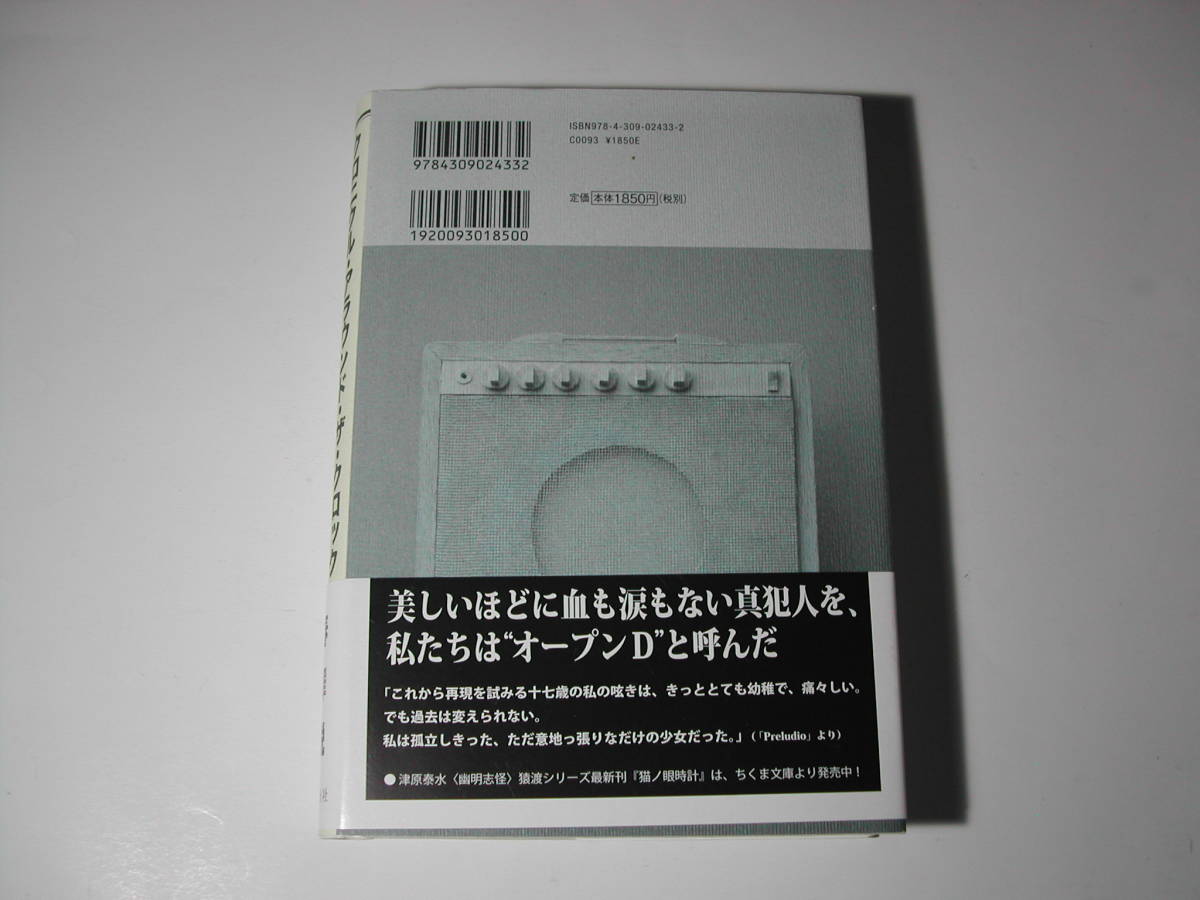 クロニクル・アラウンド・ザ・クロック
ISBN978-4-309-02433-2
C0093 ¥1850E
9784309024332
定価 本体1850円 (税別)
1920093018500
美しいほどに血も涙もない真犯人を、
私たちは“オープンD”と呼んだ
「これから再現を試みる十七歳の私の呟きは、きっととても幼稚で、痛々しい。
でも過去は変えられない。
私は孤立しきった、ただ意地っ張りなだけの少女だった。」(「Preludio」より)
●津原泰水〈幽明志怪〉猿渡シリーズ最新刊『猫ノ眼時計』は、ちくま文庫より発売中!